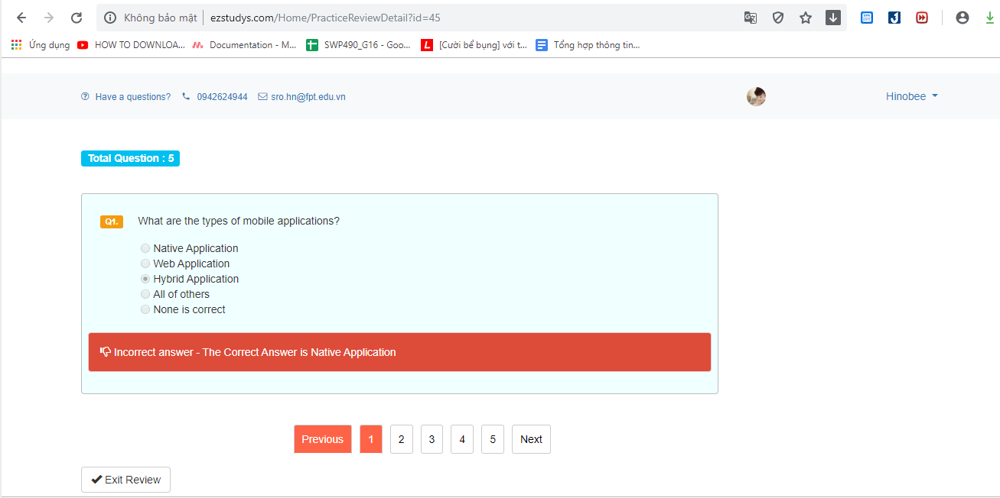 Không bảo mật ezstudys.com/Home/PracticeReviewDetail?id=45
Ứng dụng HOW TO DOWNLOA... Documentation - M... SWP490_G16 - Goo... [Cười bể bụng] với t... Tổng hợp thông tin...
Have a questions? 0942624944 sro.hn@fpt.edu.vn Hinobee
Total Question : 5
Q1. What are the types of mobile applications?
Native Application
Web Application
Hybrid Application
All of others
None is correct
Incorrect answer - The Correct Answer is Native Application
Previous 1 2 3 4 5 Next
Exit Review